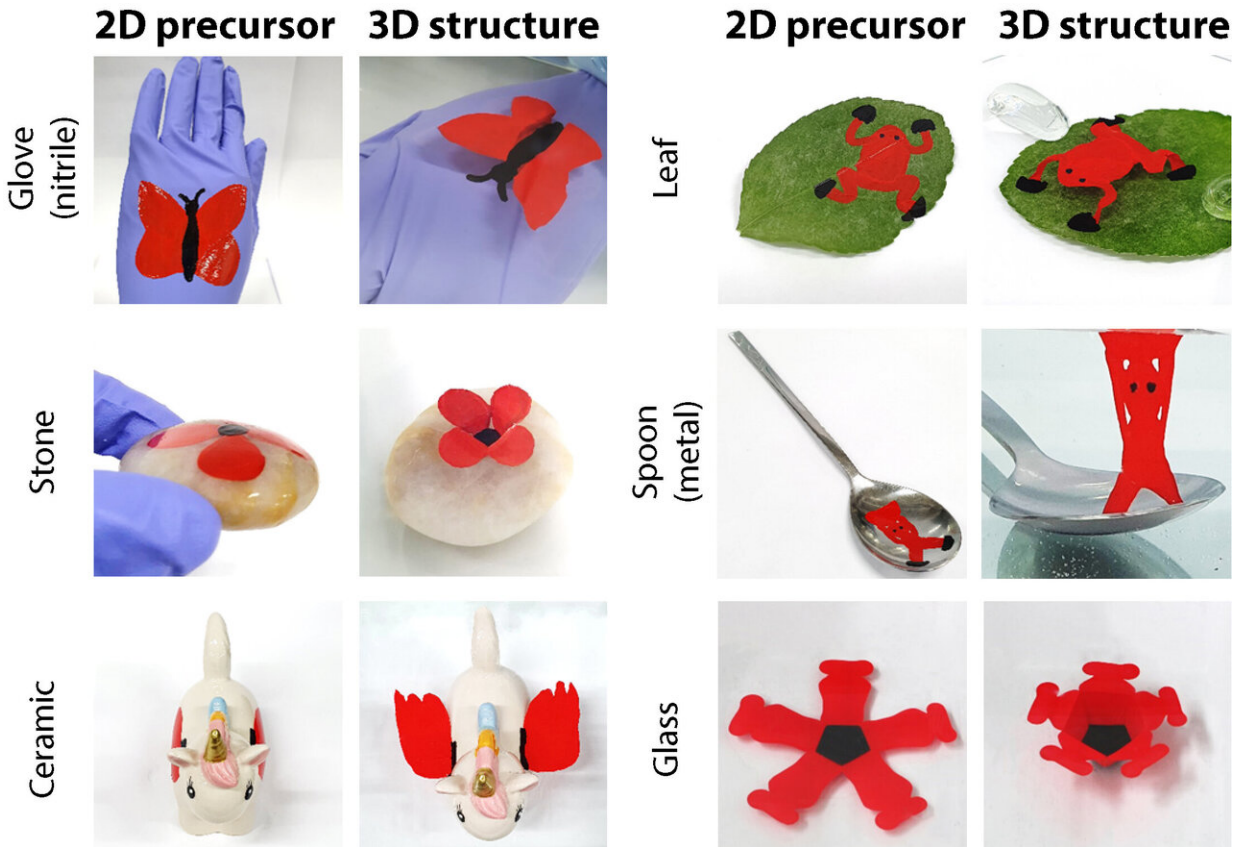 2D precursor 3D structure 2D precursor 3D structure
Glove
(nitrile)
Leaf
Stone
Spoon
(metal)
Ceramic
Glass